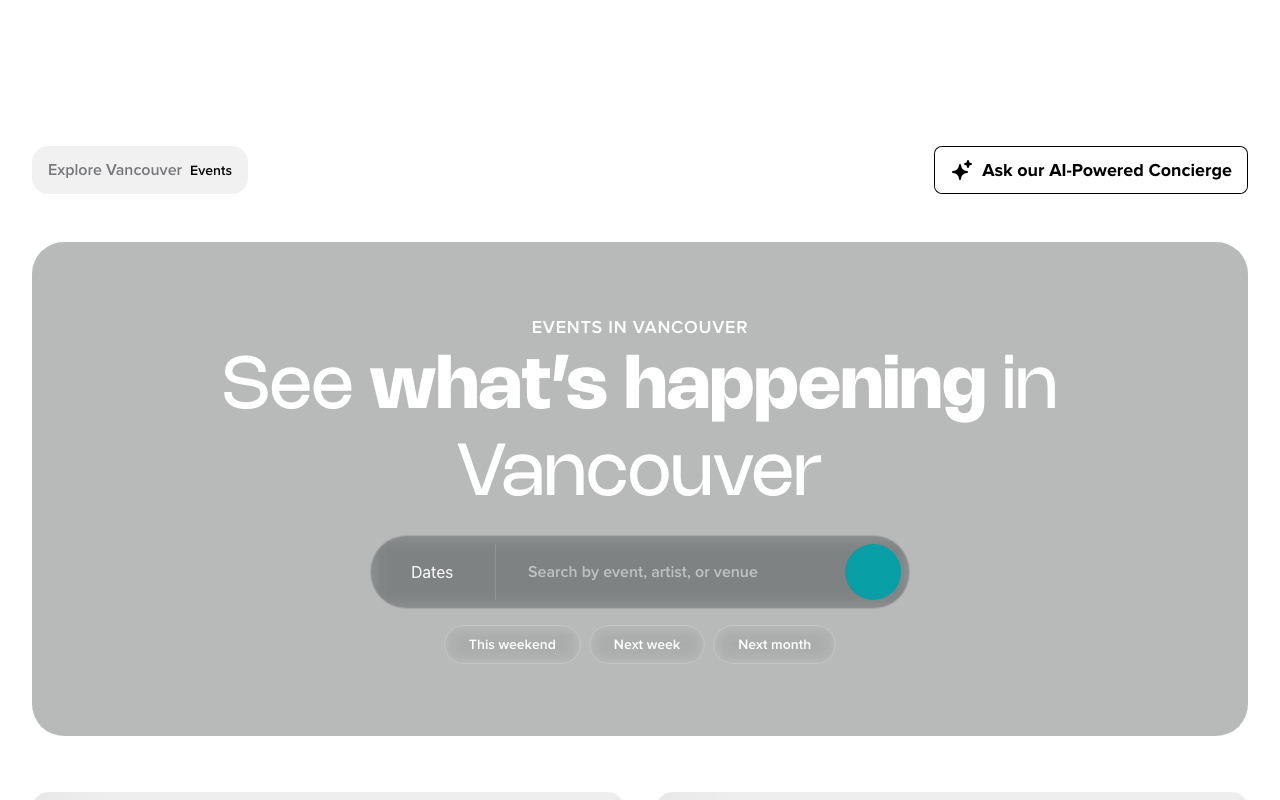 Explore Vancouver Events
Ask our AI-Powered Concierge
EVENTS IN VANCOUVER
See what's happening in
Vancouver
Dates
Search by event, artist, or venue
This weekend
Next week
Next month